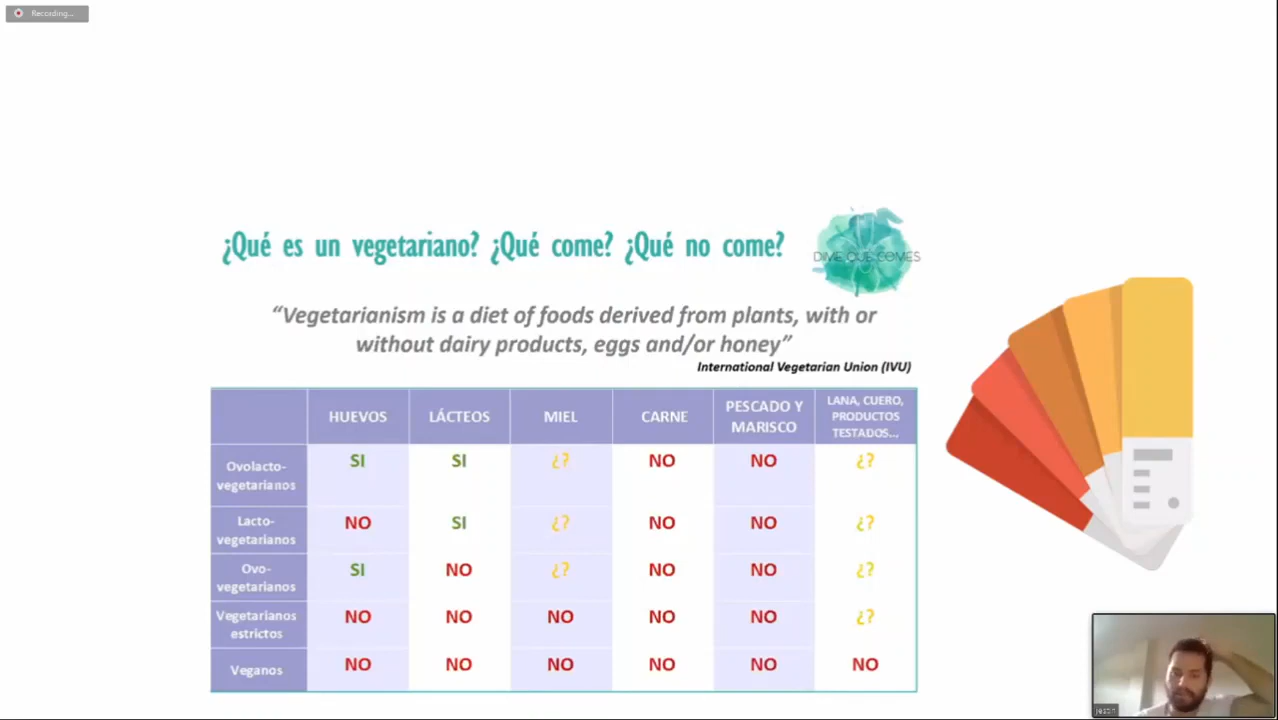 Recording...
¿Qué es un vegetariano? ¿Qué come? ¿Qué no come?
DIME QUE COMES
“Vegetarianism is a diet of foods derived from plants, with or
without dairy products, eggs and/or honey”
International Vegetarian Union (IVU)
HUEVOS LÁCTEOS MIEL CARNE PESCADO Y MARISCO LANA, CUERO, PRODUCTOS TESTADOS...
Ovolacto-vegetarianos SI SI ¿? NO NO ¿?
Lacto-vegetarianos NO SI ¿? NO NO ¿?
Ovo-vegetarianos SI NO ¿? NO NO ¿?
Vegetarianos estrictos NO NO NO NO NO ¿?
Veganos NO NO NO NO NO NO